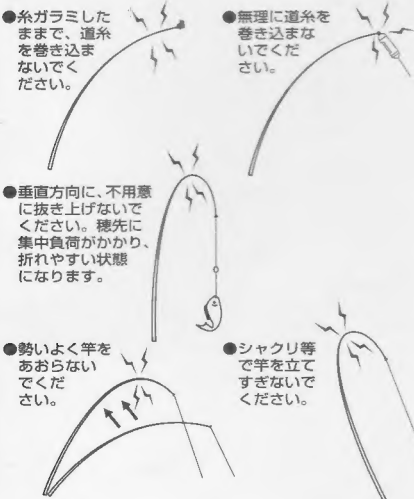 ●糸ガラミした
ままで、道糸
を巻き込ま
ないでく
ださい。
●無理に道糸を
巻き込まな
いでくだ
さい。
●垂直方向に、不用意
に抜き上げないで
ください。穂先に
集中負荷がかかり、
折れやすい状態
になります。
●勢いよく竿を
あおらない
でくだ
さい。
●シャクリ等
で竿を立て
すぎないで
ください。